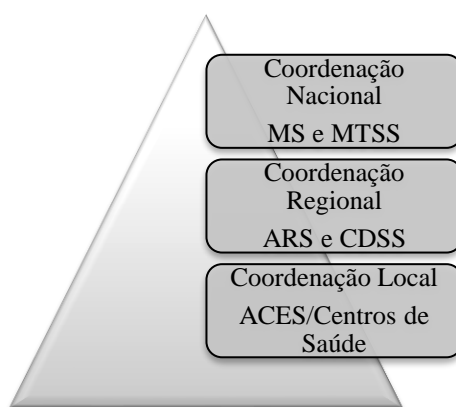 Coordenação
Nacional
MS e MTSS
Coordenação
Regional
ARS e CDSS
Coordenação Local
ACES/Centros de
Saúde